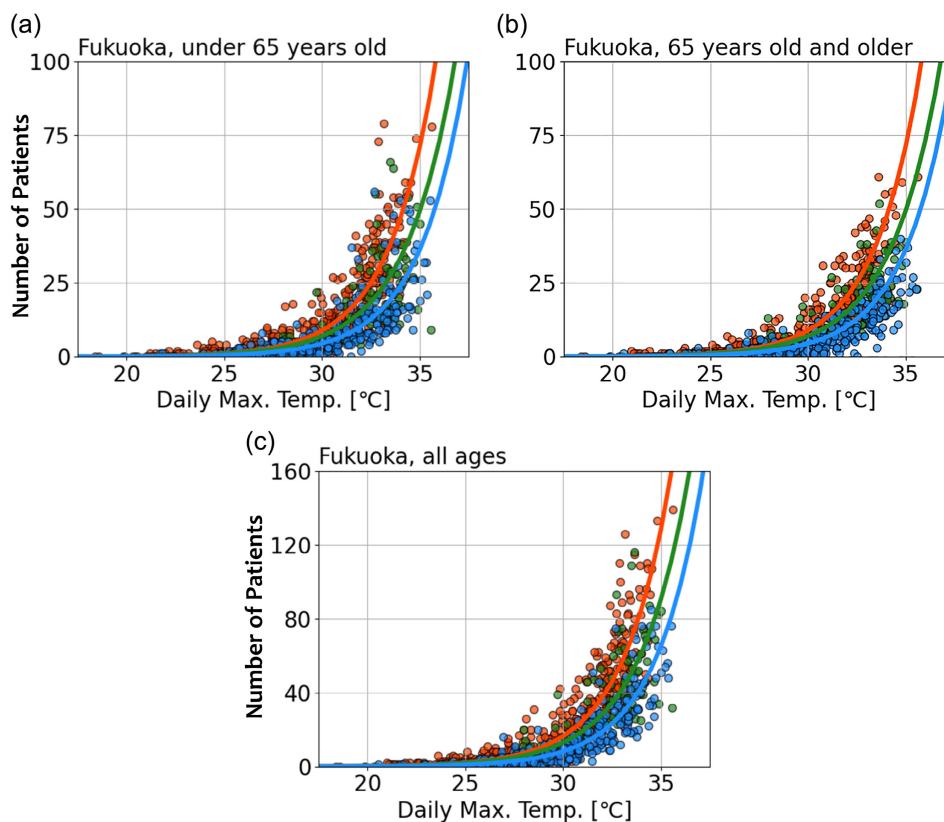 (a)
Fukuoka, under 65 years old
100
75
50
25
0
20 25 30 35
Number of Patients
Daily Max. Temp. [℃]
(b)
Fukuoka, 65 years old and older
100
75
50
25
0
20 25 30 35
Daily Max. Temp. [℃]
(c)
Fukuoka, all ages
160
120
80
40
0
20 25 30 35
Number of Patients
Daily Max. Temp. [℃]